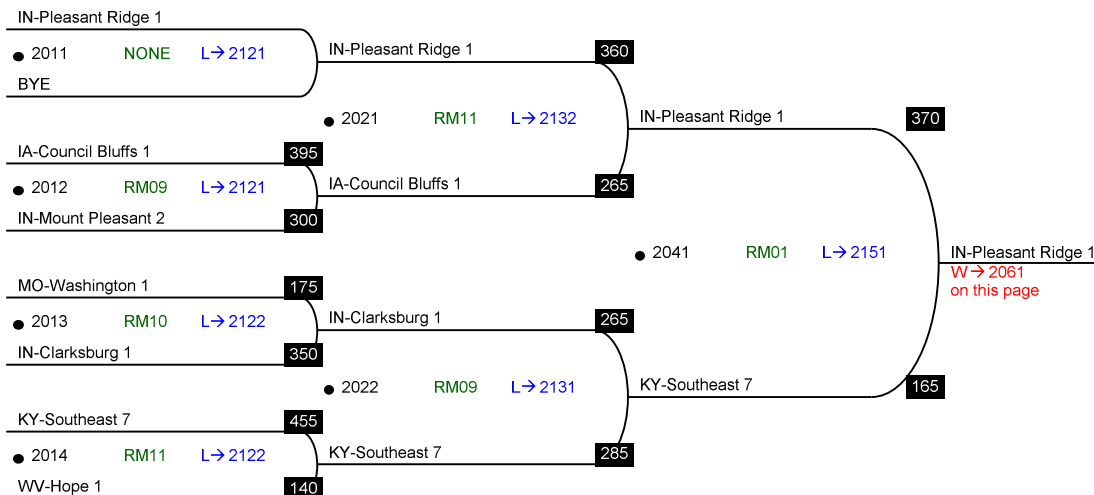 IN-Pleasant Ridge 1
2011 NONE L→2121
BYE
IN-Pleasant Ridge 1 360
2021 RM11 L→2132
IN-Pleasant Ridge 1 370
IA-Council Bluffs 1 395
2012 RM09 L→2121
IN-Mount Pleasant 2 300
IA-Council Bluffs 1 265
2041 RM01 L→2151
IN-Pleasant Ridge 1
W→2061
on this page
MO-Washington 1 175
2013 RM10 L→2122
IN-Clarksburg 1 350
IN-Clarksburg 1 265
2022 RM09 L→2131
KY-Southeast 7 165
KY-Southeast 7 455
2014 RM11 L→2122
WV-Hope 1 140
KY-Southeast 7 285